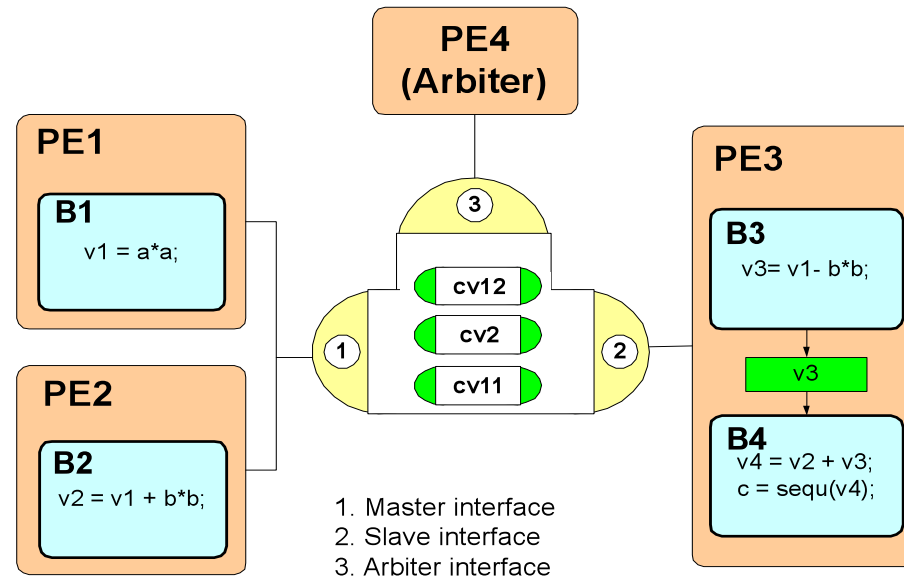 PE4
(Arbiter)
PE1
B1
v1 = a*a;
PE2
B2
v2 = v1 + b*b;
3
cv12
cv2
cv11
1
2
PE3
B3
v3= v1- b*b;
v3
B4
v4 = v2 + v3;
c = sequ(v4);
1. Master interface
2. Slave interface
3. Arbiter interface